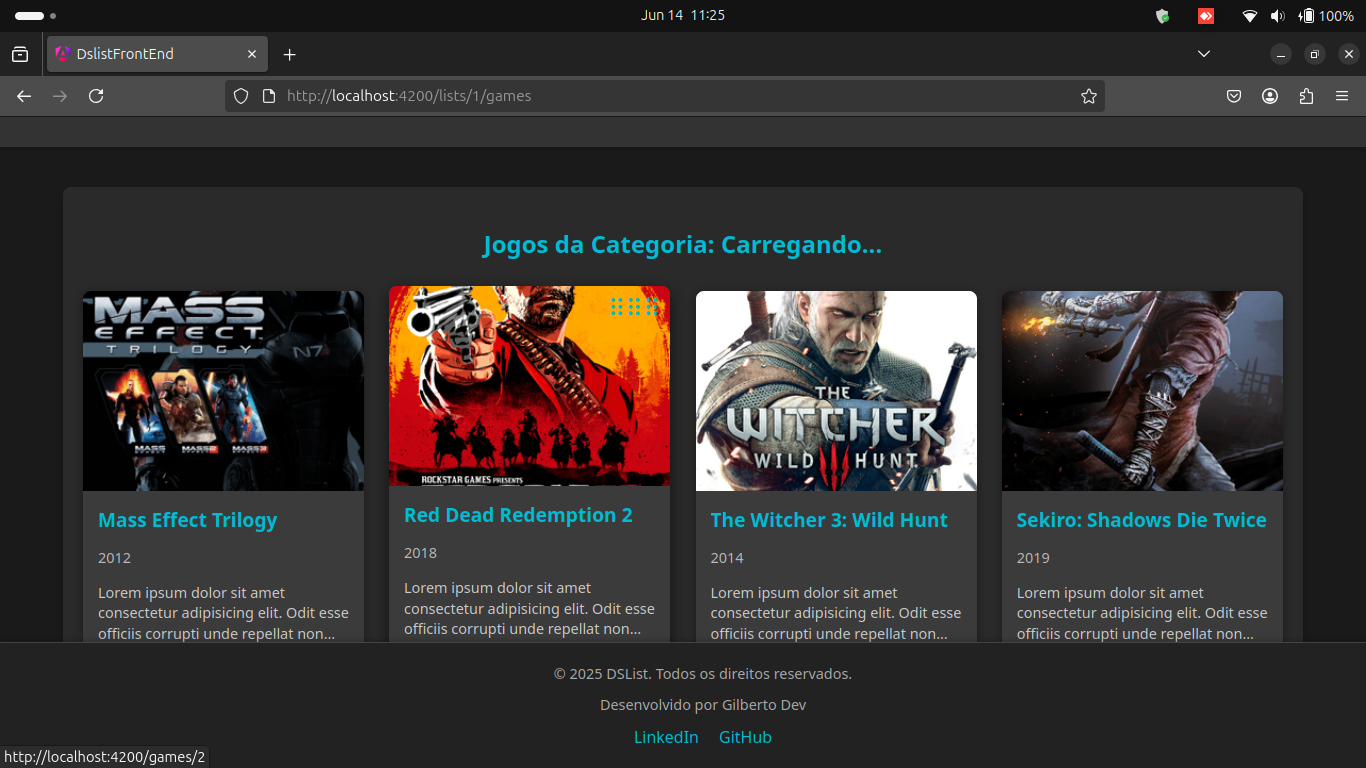 Jun 14 11:25
100%
DslistFrontEnd
http://localhost:4200/lists/1/games
Jogos da Categoria: Carregando...
MASS
EFFECT
TRILOGY
N7
MASS
MASS 2
MASS 3
ROCKSTAR GAMES PRESENTS
THE
WITCHER
WILD HUNT
Mass Effect Trilogy
2012
Lorem ipsum dolor sit amet
consectetur adipisicing elit. Odit esse
officiis corrupti unde repellat non...
Red Dead Redemption 2
2018
Lorem ipsum dolor sit amet
consectetur adipisicing elit. Odit esse
officiis corrupti unde repellat non...
The Witcher 3: Wild Hunt
2014
Lorem ipsum dolor sit amet
consectetur adipisicing elit. Odit esse
officiis corrupti unde repellat non...
Sekiro: Shadows Die Twice
2019
Lorem ipsum dolor sit amet
consectetur adipisicing elit. Odit esse
officiis corrupti unde repellat non...
© 2025 DSList. Todos os direitos reservados.
Desenvolvido por Gilberto Dev
LinkedIn GitHub
http://localhost:4200/games/2